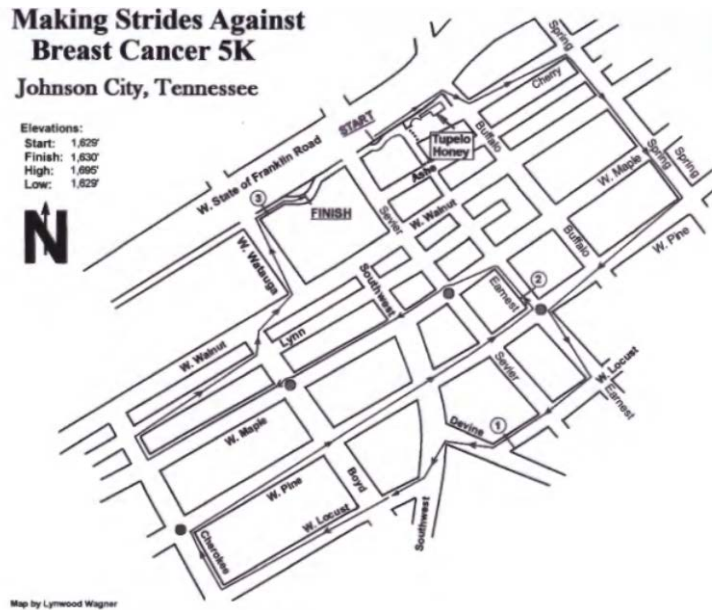 Making Strides Against
Breast Cancer 5K
Johnson City, Tennessee
Elevations:
Start: 1,629'
Finish: 1,630'
High: 1,695'
Low: 1,629'
N
W. State of Franklin Road
START
Tupelo
Honey
Ashe
Buffalo
Cherry
Spring
Spring
Spring
W. Maple
Buffalo
W. Pine
3
FINISH
Sevier
W. Walnut
W. Watauga
Southwest
Earnest
2
Lynn
W. Walnut
Sevier
W. Locust
Earnest
Devine
1
W. Maple
W. Pine
Boyd
W. Locust
Southwest
Cherokee
Map by Lynwood Wagner